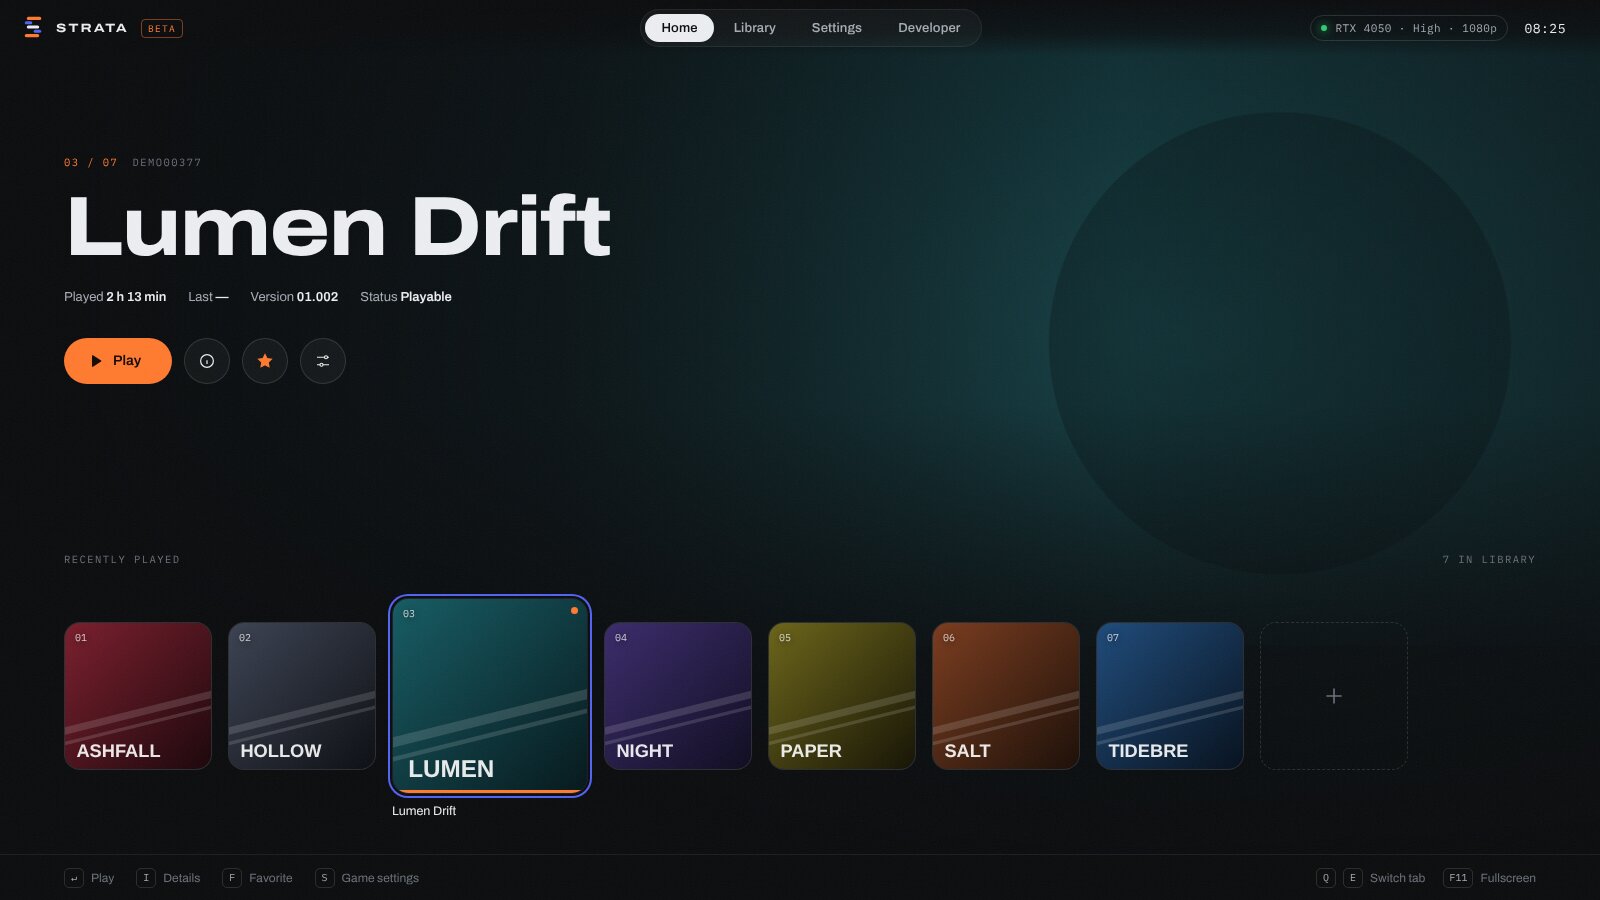 STRATA BETA
Home Library Settings Developer
RTX 4050 · High · 1080p 08:25
03 / 07 DEMO00377
Lumen Drift
Played 2 h 13 min Last — Version 01.002 Status Playable
Play
RECENTLY PLAYED 7 IN LIBRARY
01 02 03 04 05 06 07
ASHFALL HOLLOW LUMEN NIGHT PAPER SALT TIDEBRE
Lumen Drift
↵ Play I Details F Favorite S Game settings Q E Switch tab F11 Fullscreen